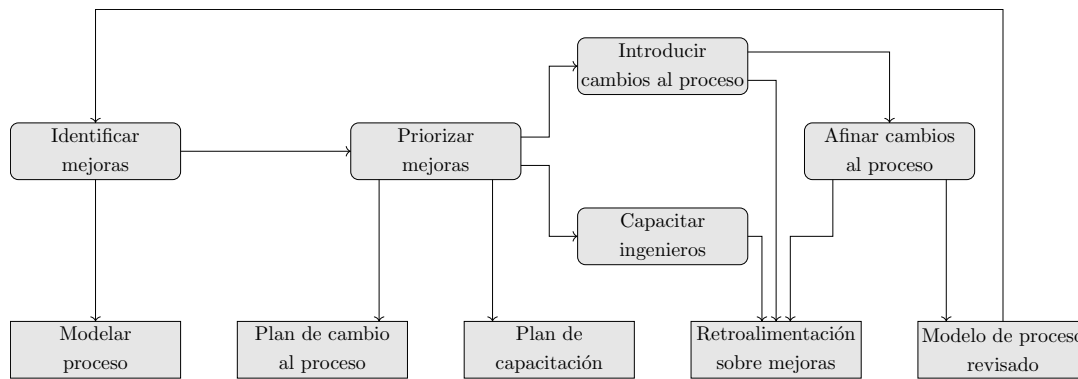 Introducir
cambios al proceso
Identificar
mejoras
Priorizar
mejoras
Afinar cambios
al proceso
Capacitar
ingenieros
Modelar
proceso
Plan de cambio
al proceso
Plan de
capacitación
Retroalimentación
sobre mejoras
Modelo de proceso
revisado